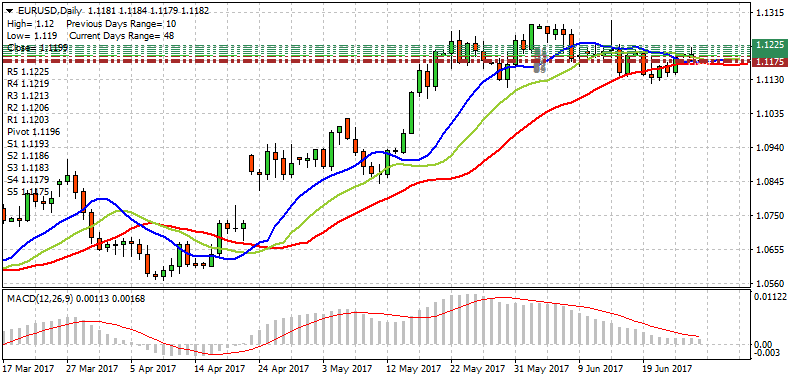 EURUSD,Daily 1.1181 1.1184 1.1179 1.1182
High= 1.12 Previous Days Range= 10
Low= 1.119 Current Days Range= 48
Close= 1.1199
R5 1.1225
R4 1.1219
R3 1.1213
R2 1.1206
R1 1.1203
Pivot 1.1196
S1 1.1193
S2 1.1186
S3 1.1183
S4 1.1179
S5 1.1175
1.1315
1.1225
1.1175
1.1130
1.1035
1.0940
1.0845
1.0750
1.0655
1.0560
MACD(12,26,9) 0.00113 0.00168
0.01122
0.00
-0.003
17 Mar 2017 27 Mar 2017 5 Apr 2017 14 Apr 2017 24 Apr 2017 3 May 2017 12 May 2017 22 May 2017 31 May 2017 9 Jun 2017 19 Jun 2017